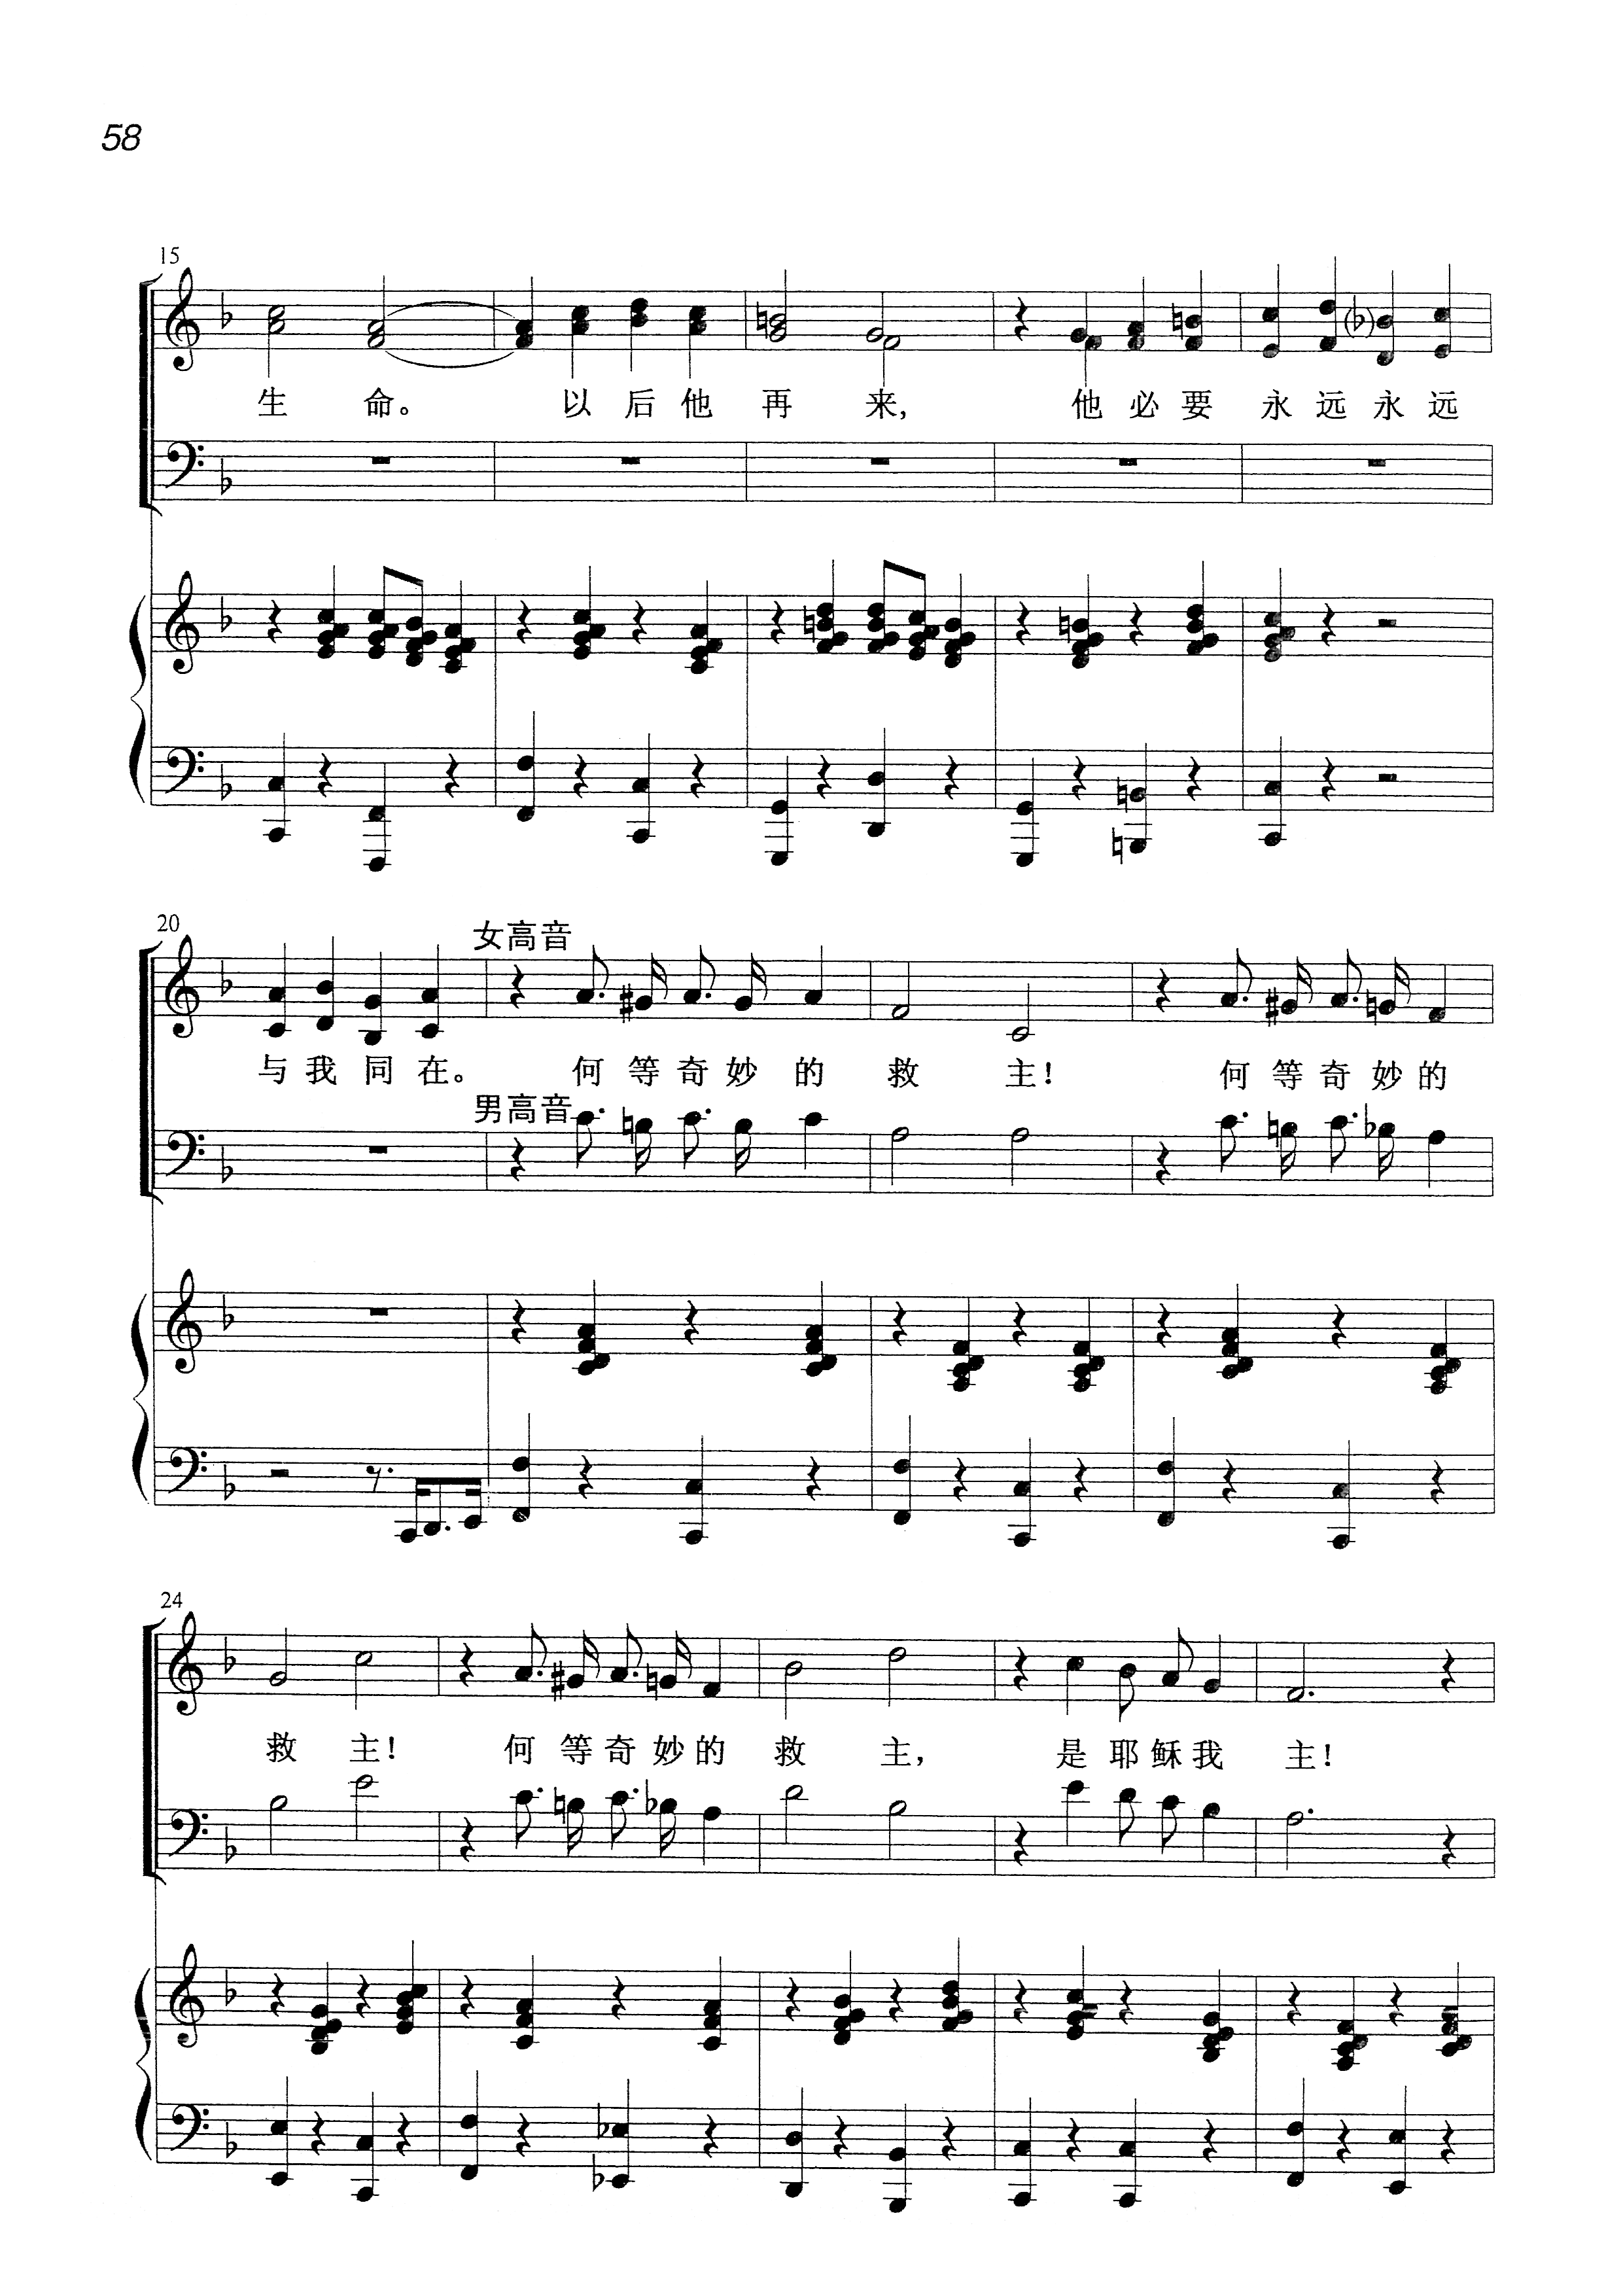 58
15
生 命。 以 后 他 再 来, 他 必 要 永 远 永 远
20
女高音
与 我 同 在。 何 等 奇 妙 的 救 主! 何 等 奇 妙 的
男高音
24
救 主! 何 等 奇 妙 的 救 主, 是 耶 稣 我 主!